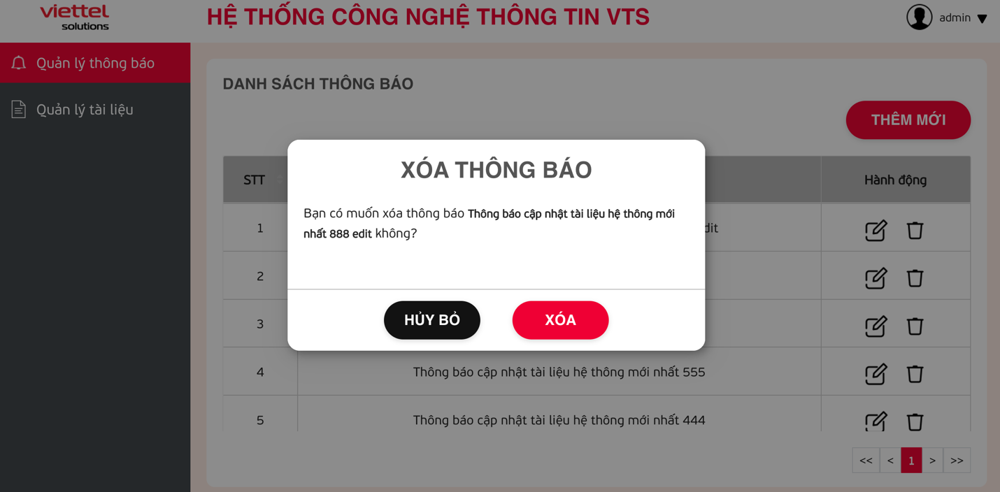 viettel
solutions
HỆ THỐNG CÔNG NGHỆ THÔNG TIN VTS
admin
Quản lý thông báo
Quản lý tài liệu
DANH SÁCH THÔNG BÁO
THÊM MỚI
STT Hành động
XÓA THÔNG BÁO
Bạn có muốn xóa thông báo Thông báo cập nhật tài liệu hệ thông mới
nhất 888 edit không?
HỦY BỎ XÓA
1 dit
2
3
4 Thông báo cập nhật tài liệu hệ thông mới nhất 555
5 Thông báo cập nhật tài liệu hệ thông mới nhất 444
<< < 1 > >>